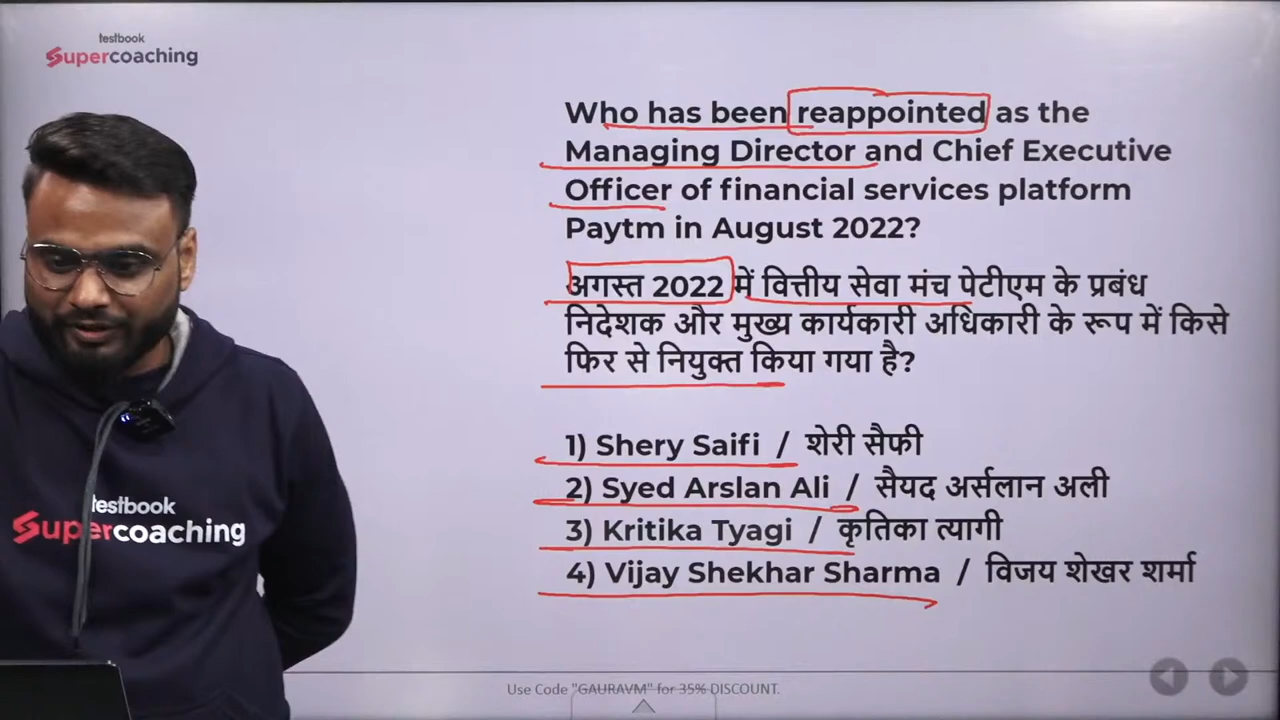 testbook
Supercoaching
Who has been reappointed as the
Managing Director and Chief Executive
Officer of financial services platform
Paytm in August 2022?
अगस्त 2022 में वित्तीय सेवा मंच पेटीएम के प्रबंध
निदेशक और मुख्य कार्यकारी अधिकारी के रूप में किसे
फिर से नियुक्त किया गया है?
1) Shery Saifi / शेरी सैफी
2) Syed Arslan Ali / सैयद अर्सलान अली
3) Kritika Tyagi / कृतिका त्यागी
4) Vijay Shekhar Sharma / विजय शेखर शर्मा
testbook
Supercoaching
Use Code "GAURAVM" for 35% DISCOUNT.